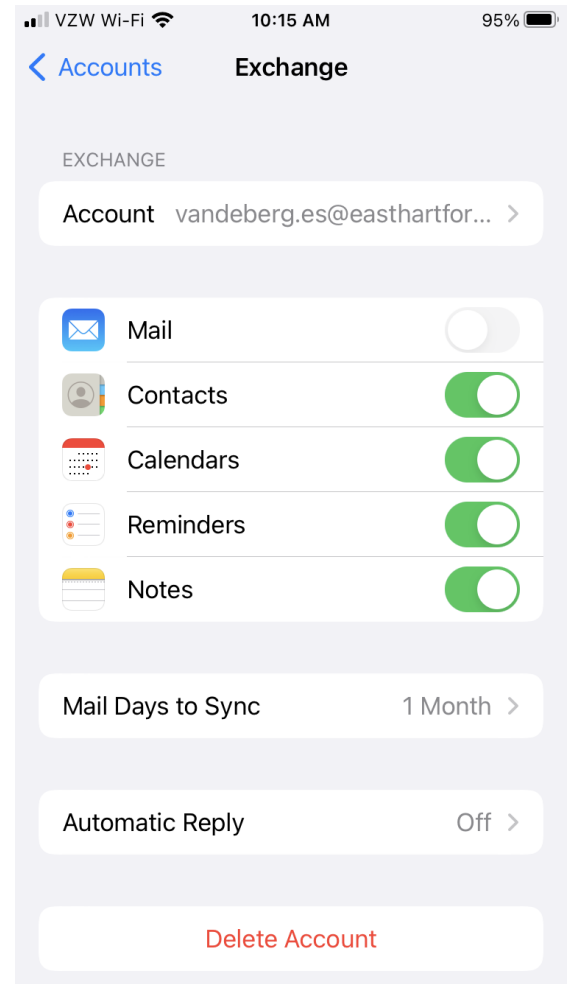 VZW Wi-Fi 10:15 AM 95%
Accounts Exchange
EXCHANGE
Account vandeberg.es@easthartfor...
Mail
Contacts
Calendars
Reminders
Notes
Mail Days to Sync 1 Month
Automatic Reply Off
Delete Account